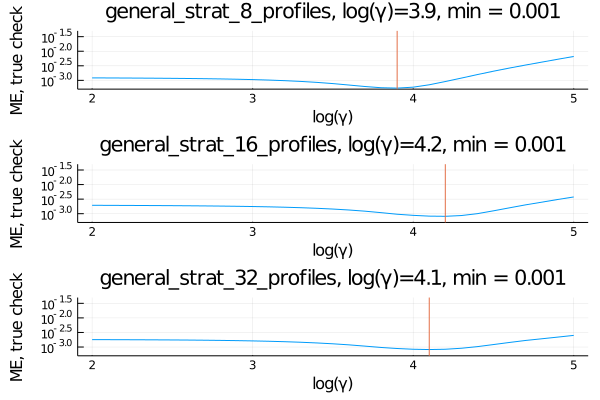 general_strat_8_profiles, log(γ)=3.9, min = 0.001
ME, true check
10^-1.5
10^-2.0
10^-2.5
10^-3.0
2 3 4 5
log(γ)
general_strat_16_profiles, log(γ)=4.2, min = 0.001
ME, true check
10^-1.5
10^-2.0
10^-2.5
10^-3.0
2 3 4 5
log(γ)
general_strat_32_profiles, log(γ)=4.1, min = 0.001
ME, true check
10^-1.5
10^-2.0
10^-2.5
10^-3.0
2 3 4 5
log(γ)